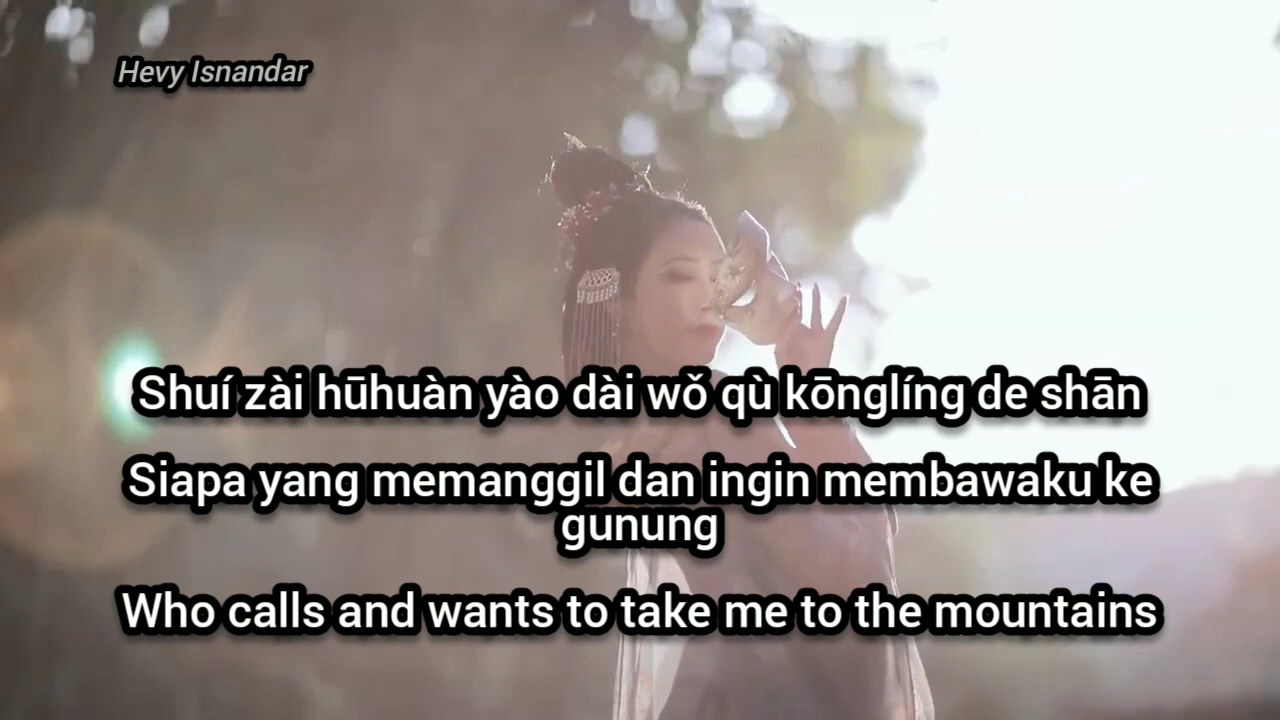 Hevy Isnandar
Shuí zài hūhuàn yào dài wǒ qù kōnglíng de shān
Siapa yang memanggil dan ingin membawaku ke
gunung
Who calls and wants to take me to the mountains